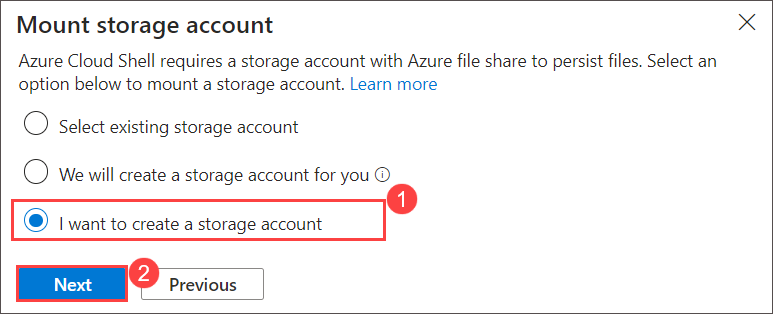 Mount storage account
Azure Cloud Shell requires a storage account with Azure file share to persist files. Select an
option below to mount a storage account. Learn more
Select existing storage account
We will create a storage account for you
1
I want to create a storage account
2
Next
Previous